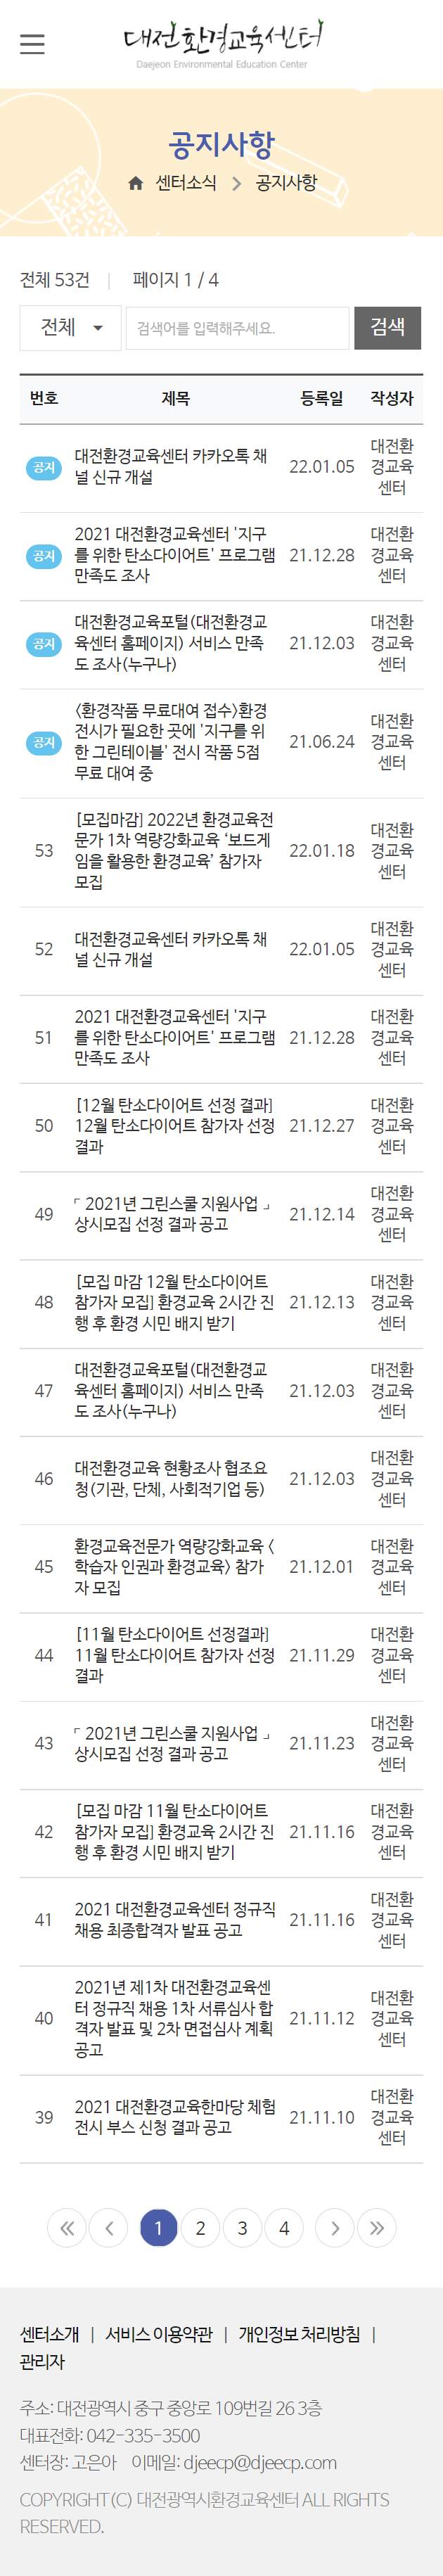 대전환경교육센터
Daejeon Environmental Education Center
공지사항
센터소식 > 공지사항
전체 53건 | 페이지 1 / 4
전체 검색어를 입력해주세요. 검색
번호 제목 등록일 작성자
공지 대전환경교육센터 카카오톡 채
널 신규 개설 22.01.05 대전환
경교육
센터
공지 2021 대전환경교육센터 '지구
를 위한 탄소다이어트' 프로그램
만족도 조사 21.12.28 대전환
경교육
센터
공지 대전환경교육포털(대전환경교
육센터 홈페이지) 서비스 만족
도 조사(누구나) 21.12.03 대전환
경교육
센터
공지 <환경작품 무료대여 접수>환경
전시가 필요한 곳에 '지구를 위
한 그린테이블' 전시 작품 5점
무료 대여 중 21.06.24 대전환
경교육
센터
53 [모집마감] 2022년 환경교육전
문가 1차 역량강화교육 ‘보드게
임을 활용한 환경교육’ 참가자
모집 22.01.18 대전환
경교육
센터
52 대전환경교육센터 카카오톡 채
널 신규 개설 22.01.05 대전환
경교육
센터
51 2021 대전환경교육센터 '지구
를 위한 탄소다이어트' 프로그램
만족도 조사 21.12.28 대전환
경교육
센터
50 [12월 탄소다이어트 선정 결과]
12월 탄소다이어트 참가자 선정
결과 21.12.27 대전환
경교육
센터
49 「 2021년 그린스쿨 지원사업 」
상시모집 선정 결과 공고 21.12.14 대전환
경교육
센터
48 [모집 마감 12월 탄소다이어트
참가자 모집] 환경교육 2시간 진
행 후 환경 시민 배지 받기 21.12.13 대전환
경교육
센터
47 대전환경교육포털(대전환경교
육센터 홈페이지) 서비스 만족
도 조사(누구나) 21.12.03 대전환
경교육
센터
46 대전환경교육 현황조사 협조요
청(기관, 단체, 사회적기업 등) 21.12.03 대전환
경교육
센터
45 환경교육전문가 역량강화교육 <
학습자 인권과 환경교육> 참가
자 모집 21.12.01 대전환
경교육
센터
44 [11월 탄소다이어트 선정결과]
11월 탄소다이어트 참가자 선정
결과 21.11.29 대전환
경교육
센터
43 「 2021년 그린스쿨 지원사업 」
상시모집 선정 결과 공고 21.11.23 대전환
경교육
센터
42 [모집 마감 11월 탄소다이어트
참가자 모집] 환경교육 2시간 진
행 후 환경 시민 배지 받기 21.11.16 대전환
경교육
센터
41 2021 대전환경교육센터 정규직
채용 최종합격자 발표 공고 21.11.16 대전환
경교육
센터
40 2021년 제1차 대전환경교육센
터 정규직 채용 1차 서류심사 합
격자 발표 및 2차 면접심사 계획
공고 21.11.12 대전환
경교육
센터
39 2021 대전환경교육한마당 체험
전시 부스 신청 결과 공고 21.11.10 대전환
경교육
센터
1 2 3 4
센터소개 | 서비스 이용약관 | 개인정보 처리방침 |
관리자
주소: 대전광역시 중구 중앙로 109번길 26 3층
대표전화: 042-335-3500
센터장: 고은아 이메일: djeecp@djeecp.com
COPYRIGHT (C) 대전광역시환경교육센터 ALL RIGHTS
RESERVED.